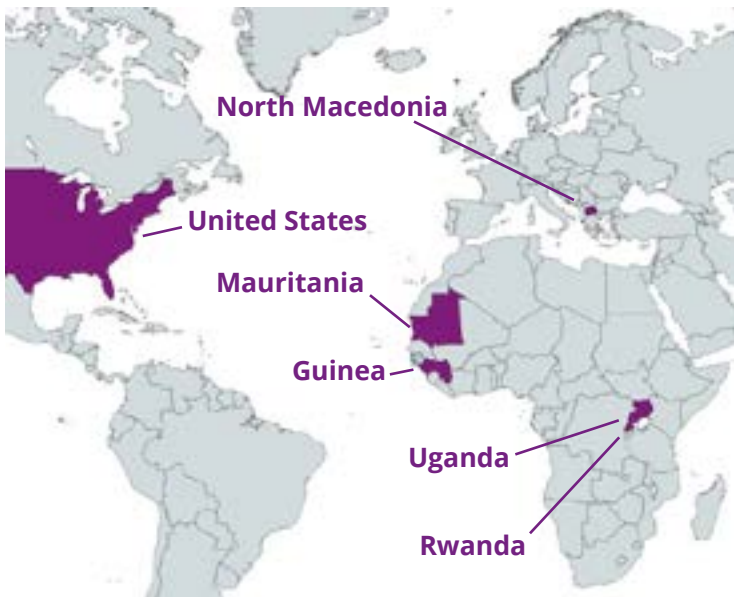 North Macedonia
United States
Mauritania
Guinea
Uganda
Rwanda